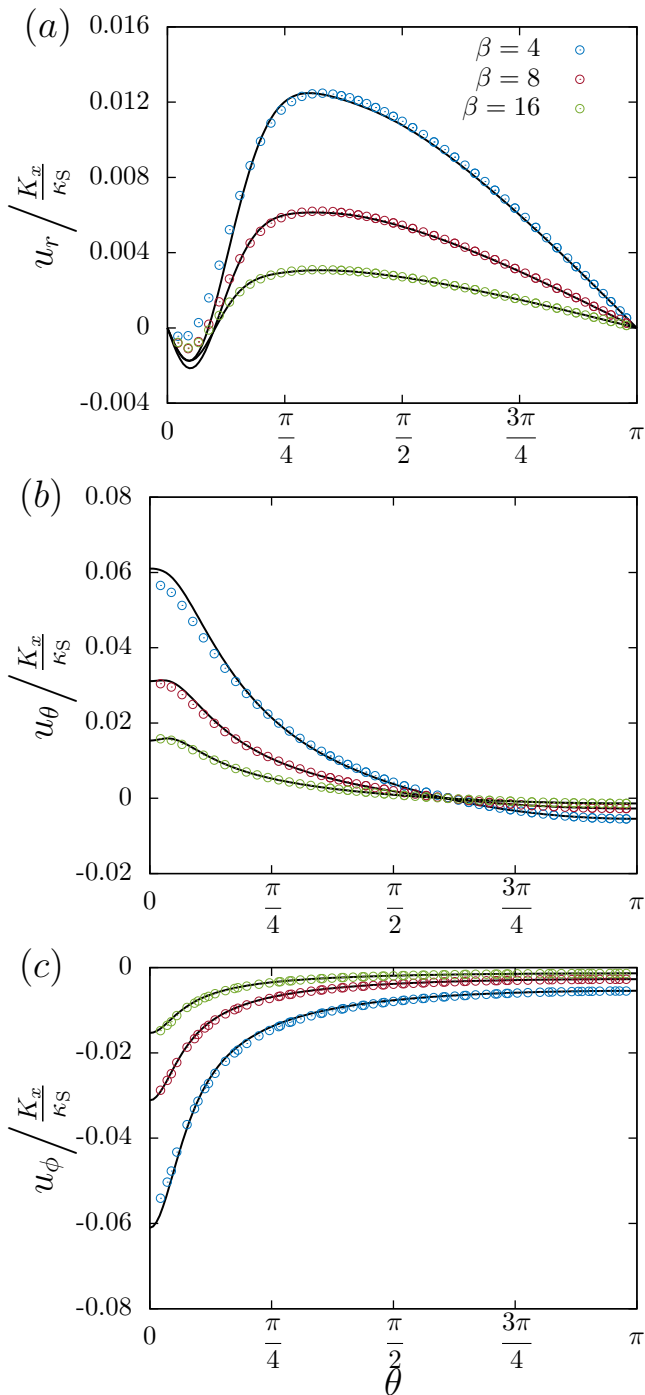 (a)
0.016
0.012
0.008
0.004
0
-0.004
u_r / K_x/κ_S
β = 4
β = 8
β = 16
0 π/4 π/2 3π/4 π
(b)
0.08
0.06
0.04
0.02
0
-0.02
u_θ / K_x/κ_S
0 π/4 π/2 3π/4 π
(c)
0
-0.02
-0.04
-0.06
-0.08
u_ϕ / K_x/κ_S
0 π/4 π/2 3π/4 π
θ